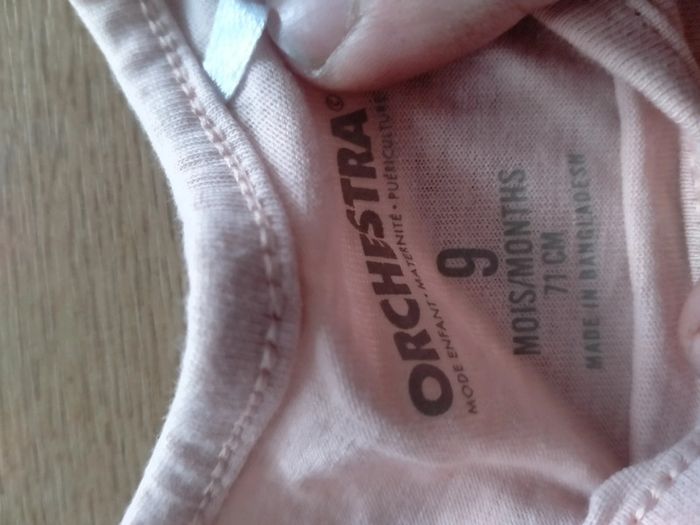 ORCHESTRA©
MODE ENFANT • MATERNITÉ • PUÉRICULTURE
9
MOIS/MONTHS
71 CM
MADE IN BANGLADESH